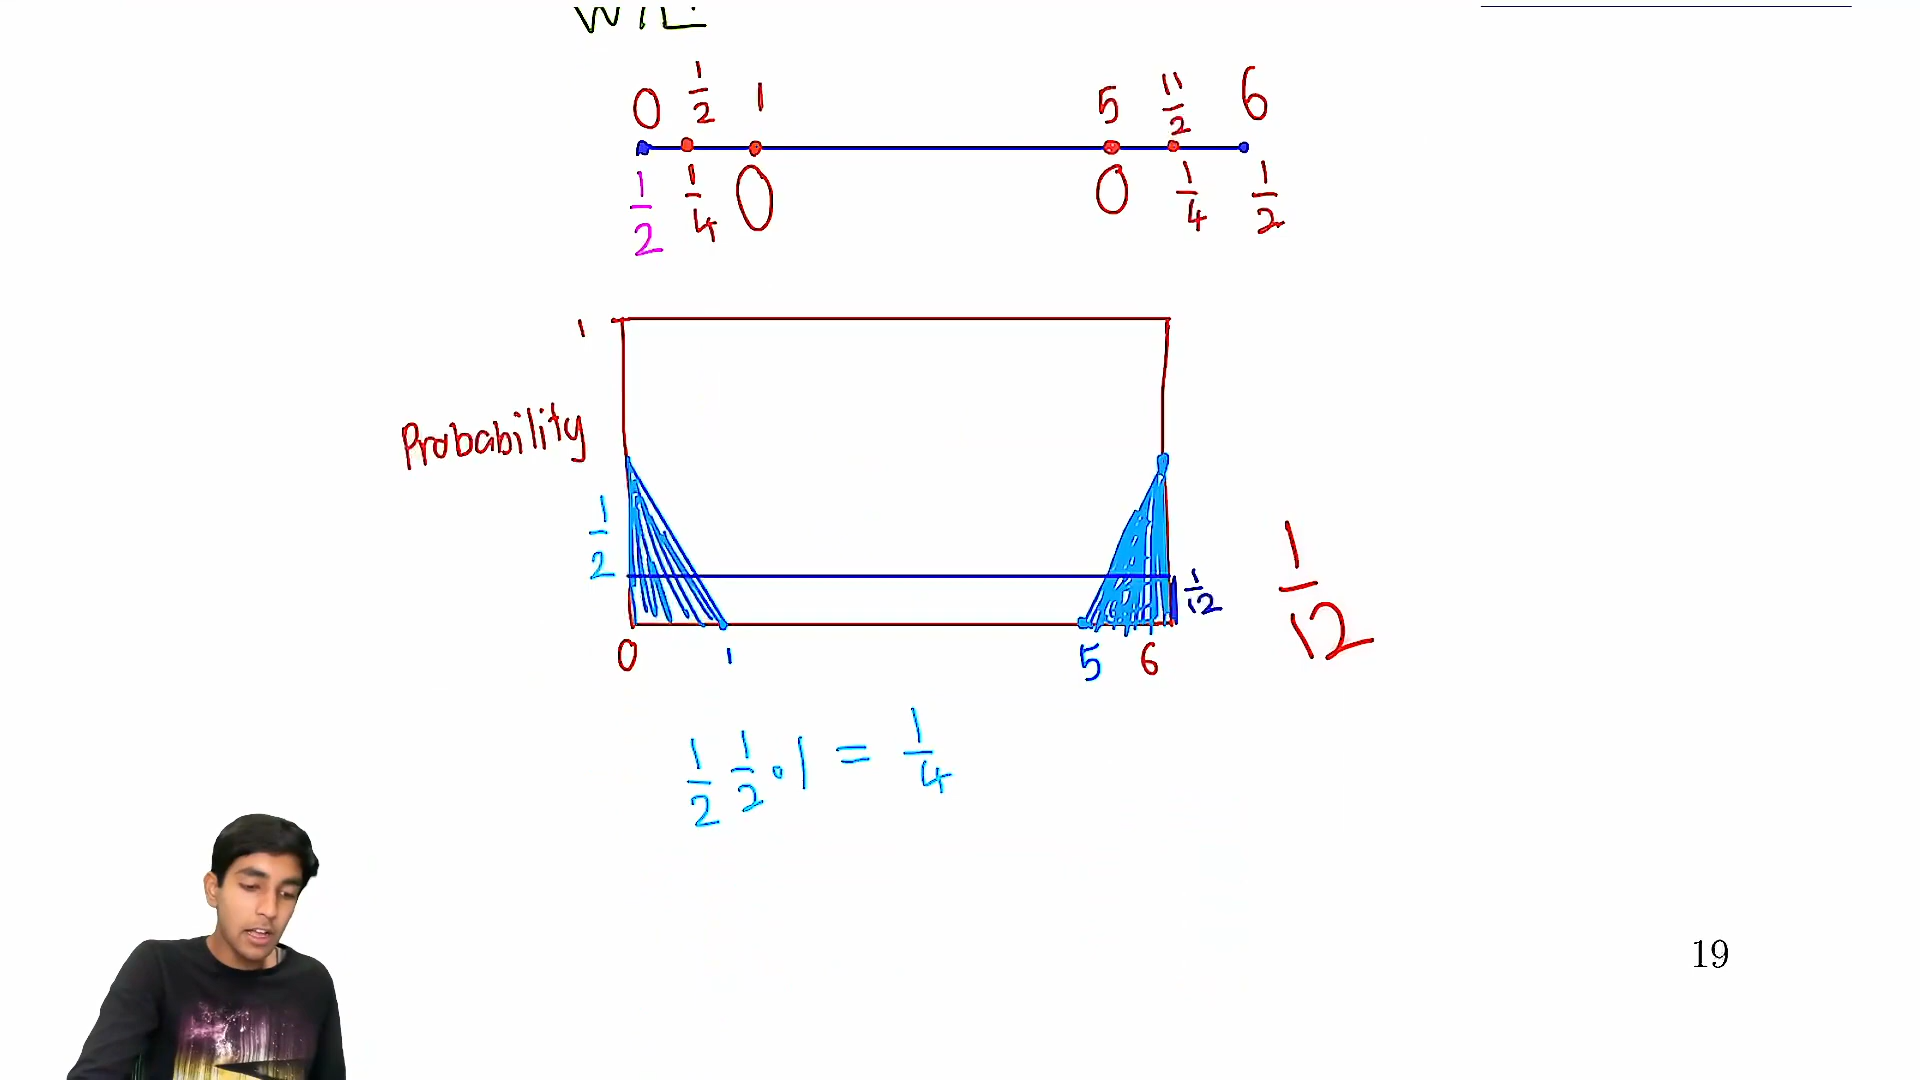 0 1/2 1 5 11/2 6
1/2 1/4 0 0 1/4 1/2
1
Probability
1/2
1/12
1/12
0 1 5 6
1/2 1/2 · 1 = 1/4
19